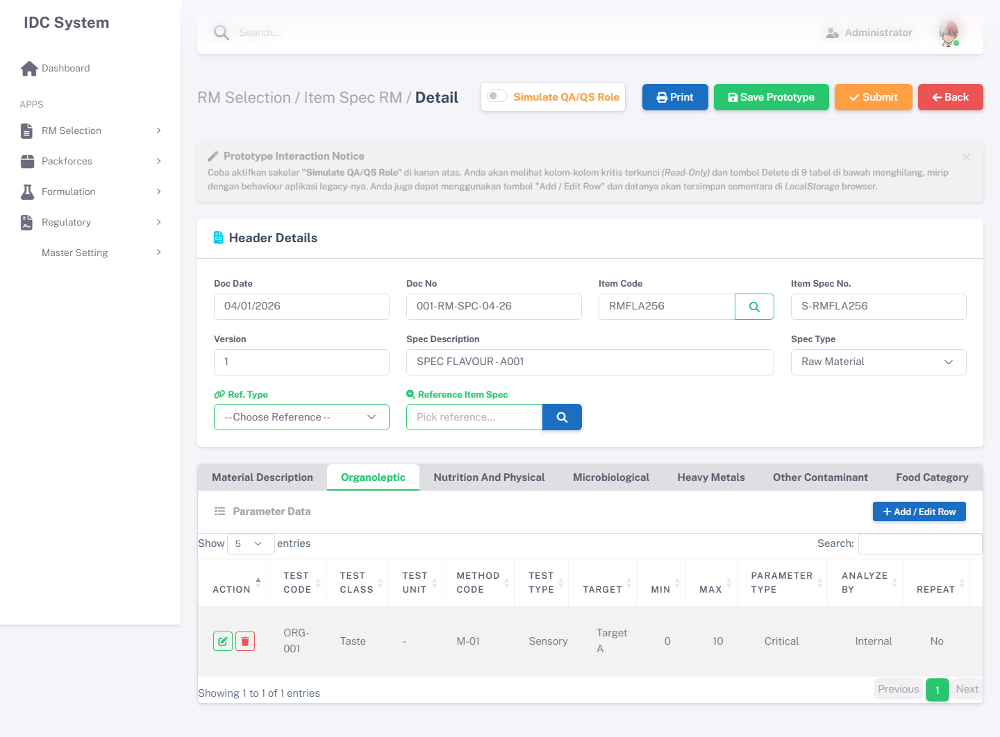 IDC System
Search...
Administrator
Dashboard
APPS
RM Selection
Packforces
Formulation
Regulatory
Master Setting
RM Selection / Item Spec RM / Detail
Simulate QA/QS Role
Print
Save Prototype
Submit
Back
Prototype Interaction Notice
Coba aktifkan sakelar "Simulate QA/QS Role" di kanan atas. Anda akan melihat kolom-kolom kritis terkunci (Read-Only) dan tombol Delete di 9 tabel di bawah menghilang, mirip
dengan behaviour aplikasi legacy-nya. Anda juga dapat menggunakan tombol "Add / Edit Row" dan datanya akan tersimpan sementara di LocalStorage browser.
Header Details
Doc Date
Doc No
Item Code
Item Spec No.
04/01/2026
001-RM-SPC-04-26
RMFLA256
S-RMFLA256
Version
Spec Description
Spec Type
1
SPEC FLAVOUR - A001
Raw Material
Ref. Type
Reference Item Spec
-- Choose Reference --
Pick reference...
Material Description
Organoleptic
Nutrition And Physical
Microbiological
Heavy Metals
Other Contaminant
Food Category
Parameter Data
Add / Edit Row
Show 5 entries
Search:
ACTION
TEST CODE
TEST CLASS
TEST UNIT
METHOD CODE
TEST TYPE
TARGET
MIN
MAX
PARAMETER TYPE
ANALYZE BY
REPEAT
ORG-001
Taste
-
M-01
Sensory
Target A
0
10
Critical
Internal
No
Showing 1 to 1 of 1 entries
Previous
1
Next